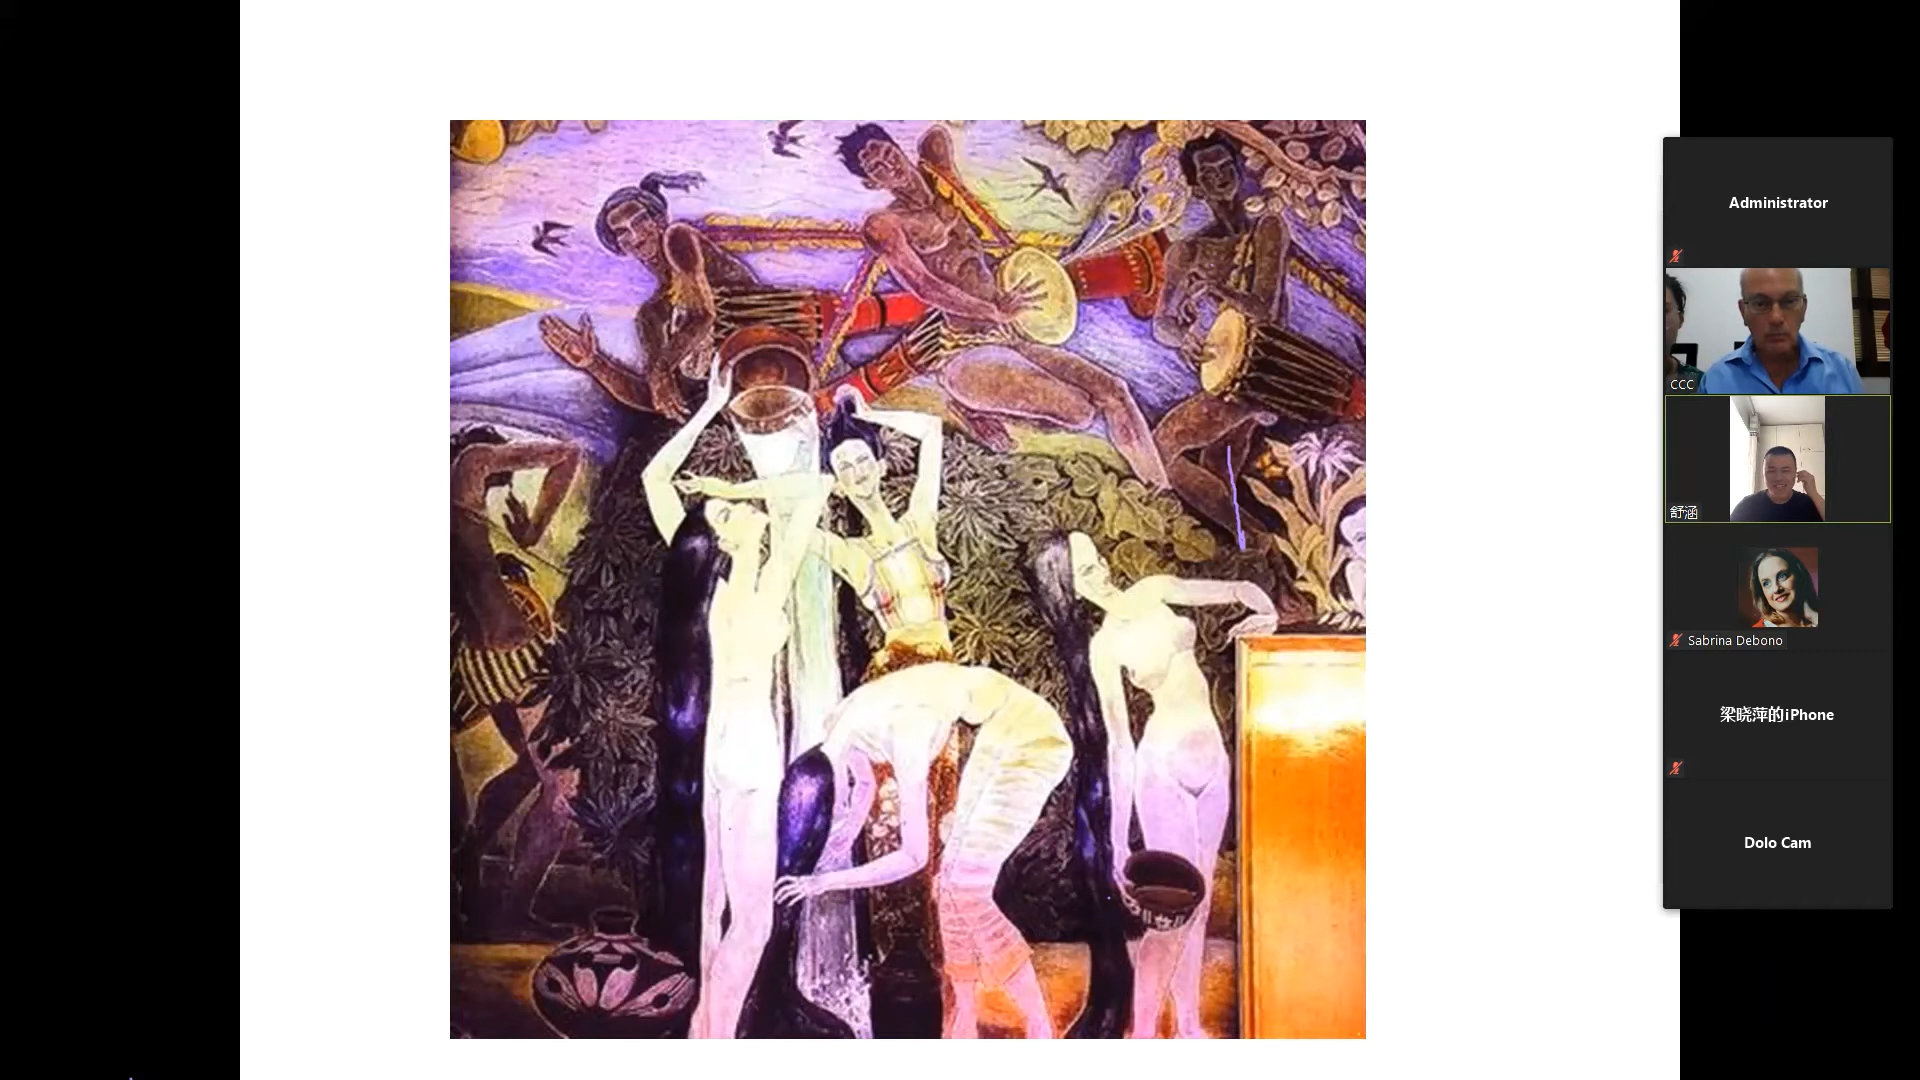 Administrator
CCC
舒涵
Sabrina Debono
梁晓萍的iPhone
Dolo Cam